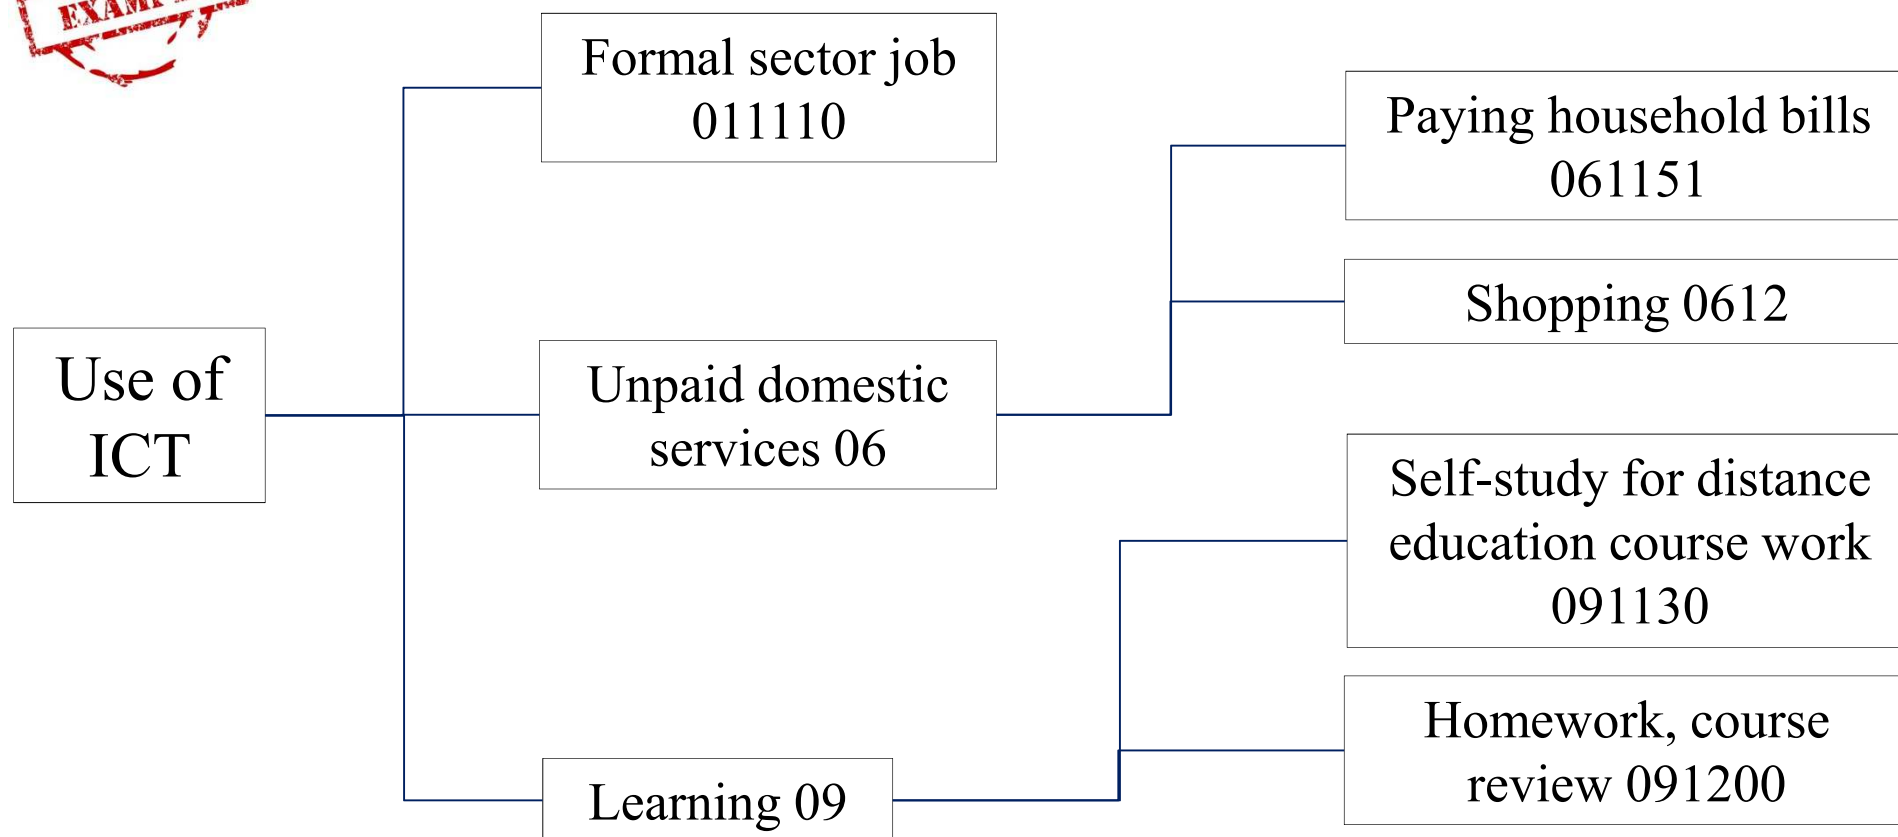 Formal sector job
011110
Paying household bills
061151
Shopping 0612
Use of
ICT
Unpaid domestic
services 06
Self-study for distance
education course work
091130
Homework, course
review 091200
Learning 09